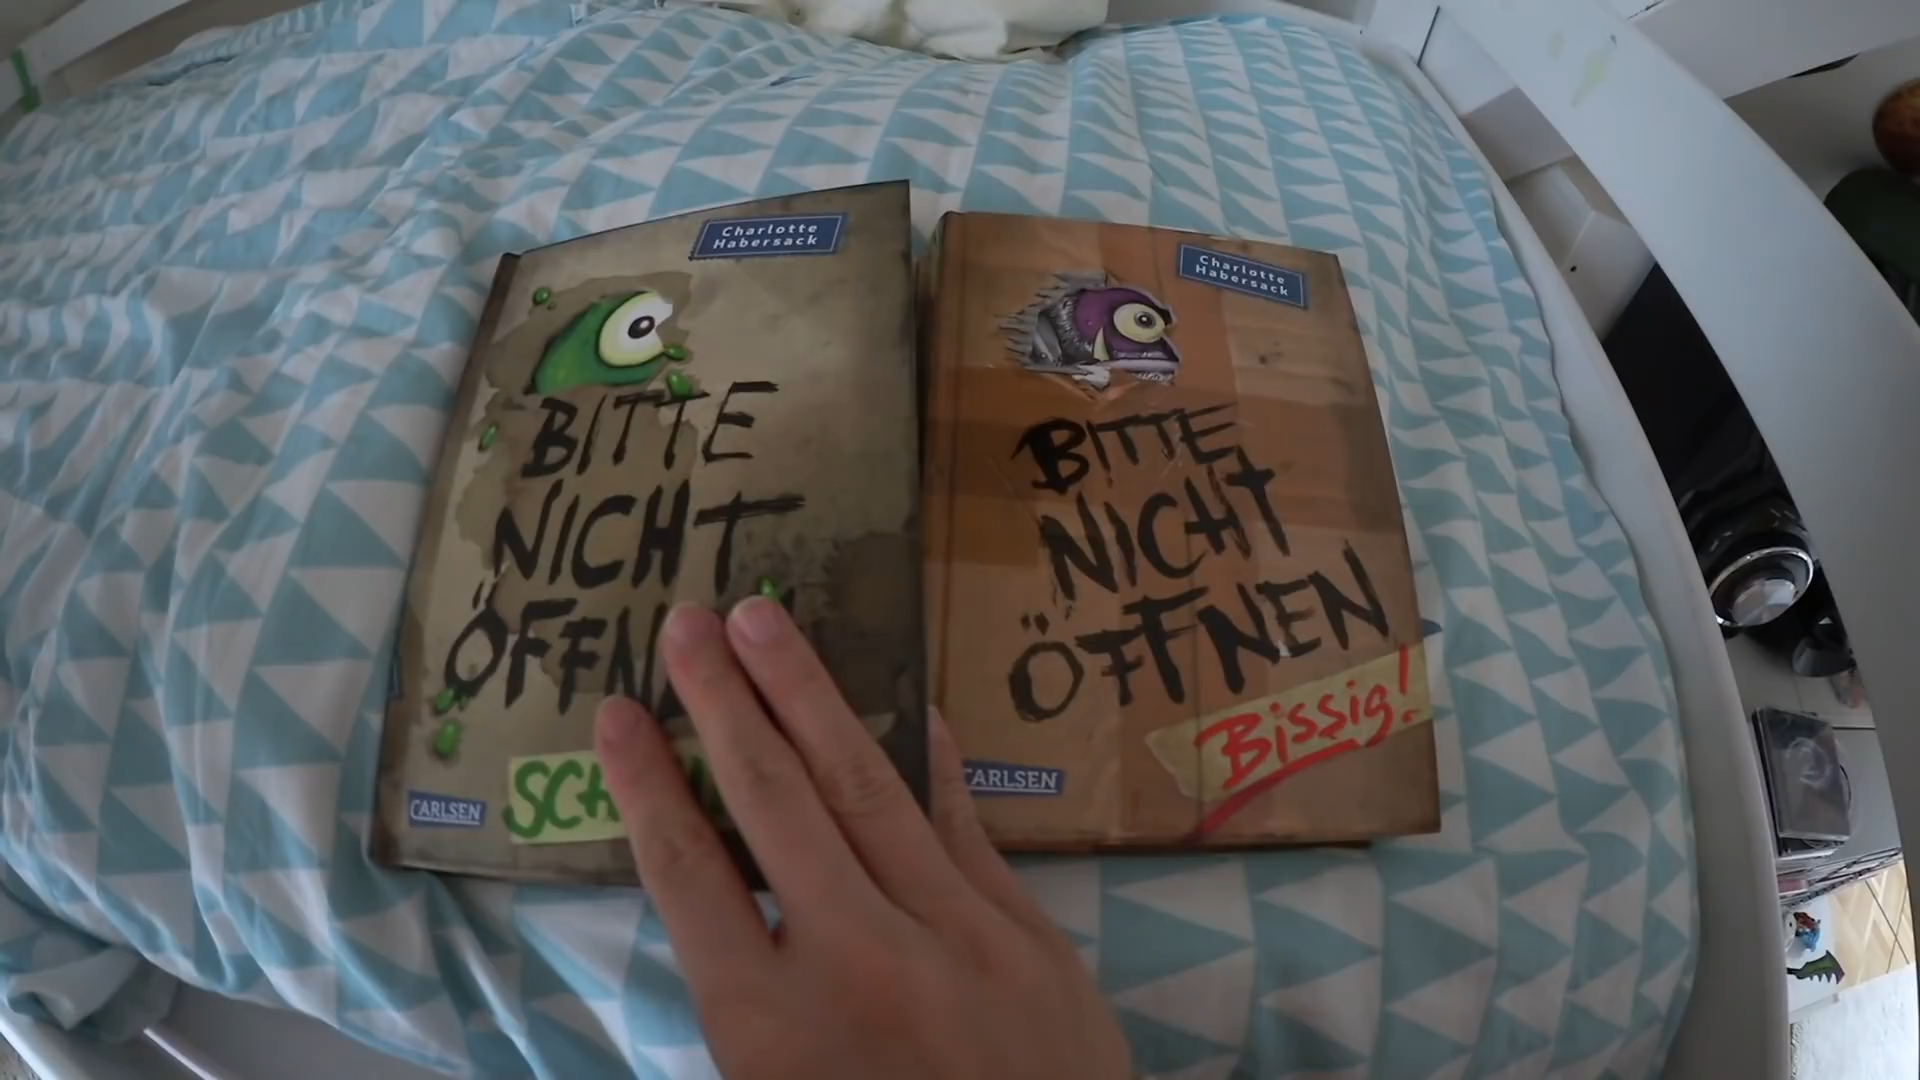 Charlotte
Habersack
BITTE
NICHT
CARLSEN
Charlotte
Habersack
BITTE
NICHT
ÖFFNEN
Bissig!
CARLSEN